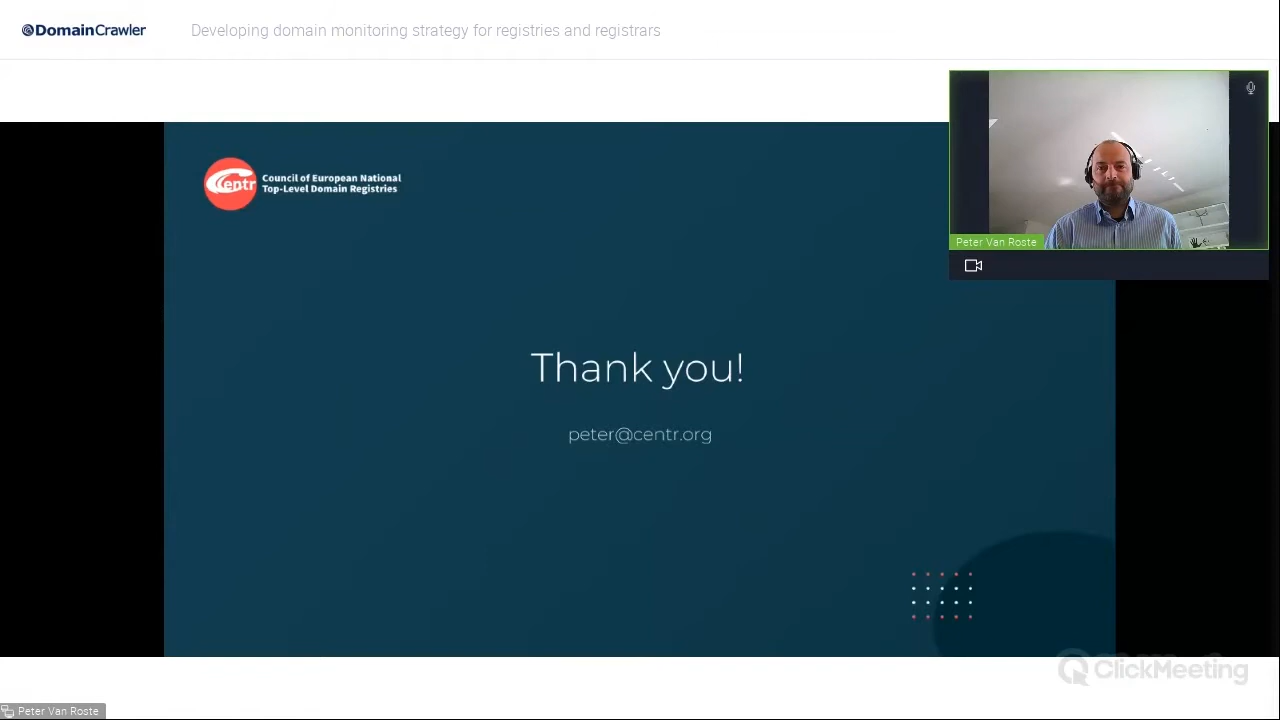 DomainCrawler
Developing domain monitoring strategy for registries and registrars
Centr
Council of European National
Top-Level Domain Registries
Peter Van Roste
Thank you!
peter@centr.org
ClickMeeting
Peter Van Roste